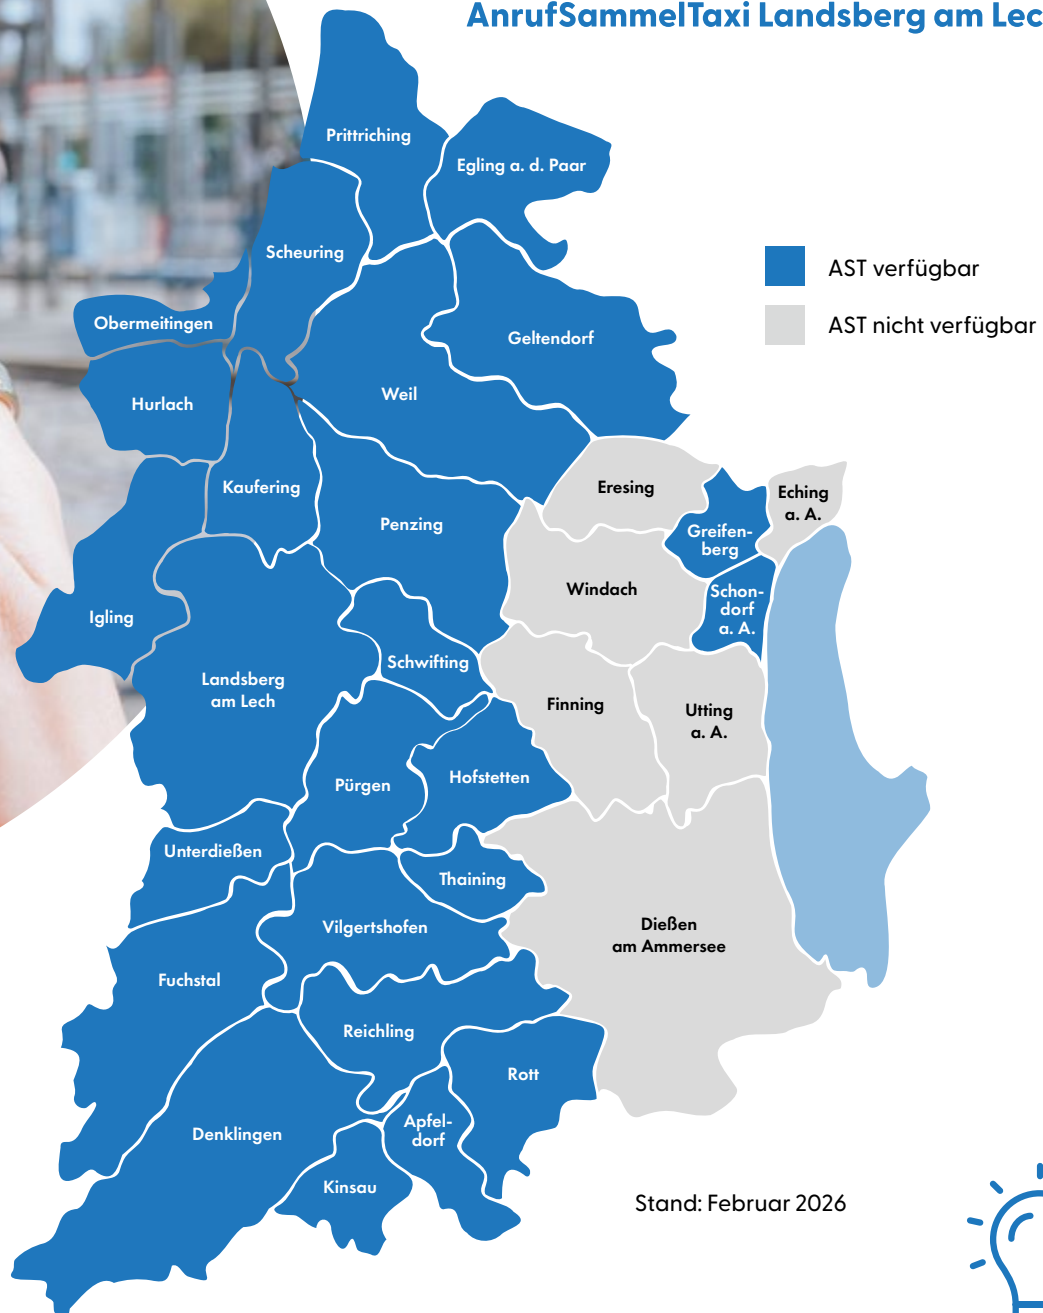 AnrufSammelTaxi Landsberg am Lec
Prittriching
Egling a. d. Paar
Scheuring
AST verfügbar
AST nicht verfügbar
Obermeitingen
Geltendorf
Hurlach
Weil
Kaufering
Penzing
Eresing
Eching
a. A.
Greifen-
berg
Windach
Schon-
dorf
a. A.
Igling
Landsberg
am Lech
Schwifting
Finning
Utting
a. A.
Pürgen
Hofstetten
Unterdießen
Thaining
Vilgertshofen
Dießen
am Ammersee
Fuchstal
Reichling
Rott
Denklingen
Apfel-
dorf
Kinsau
Stand: Februar 2026